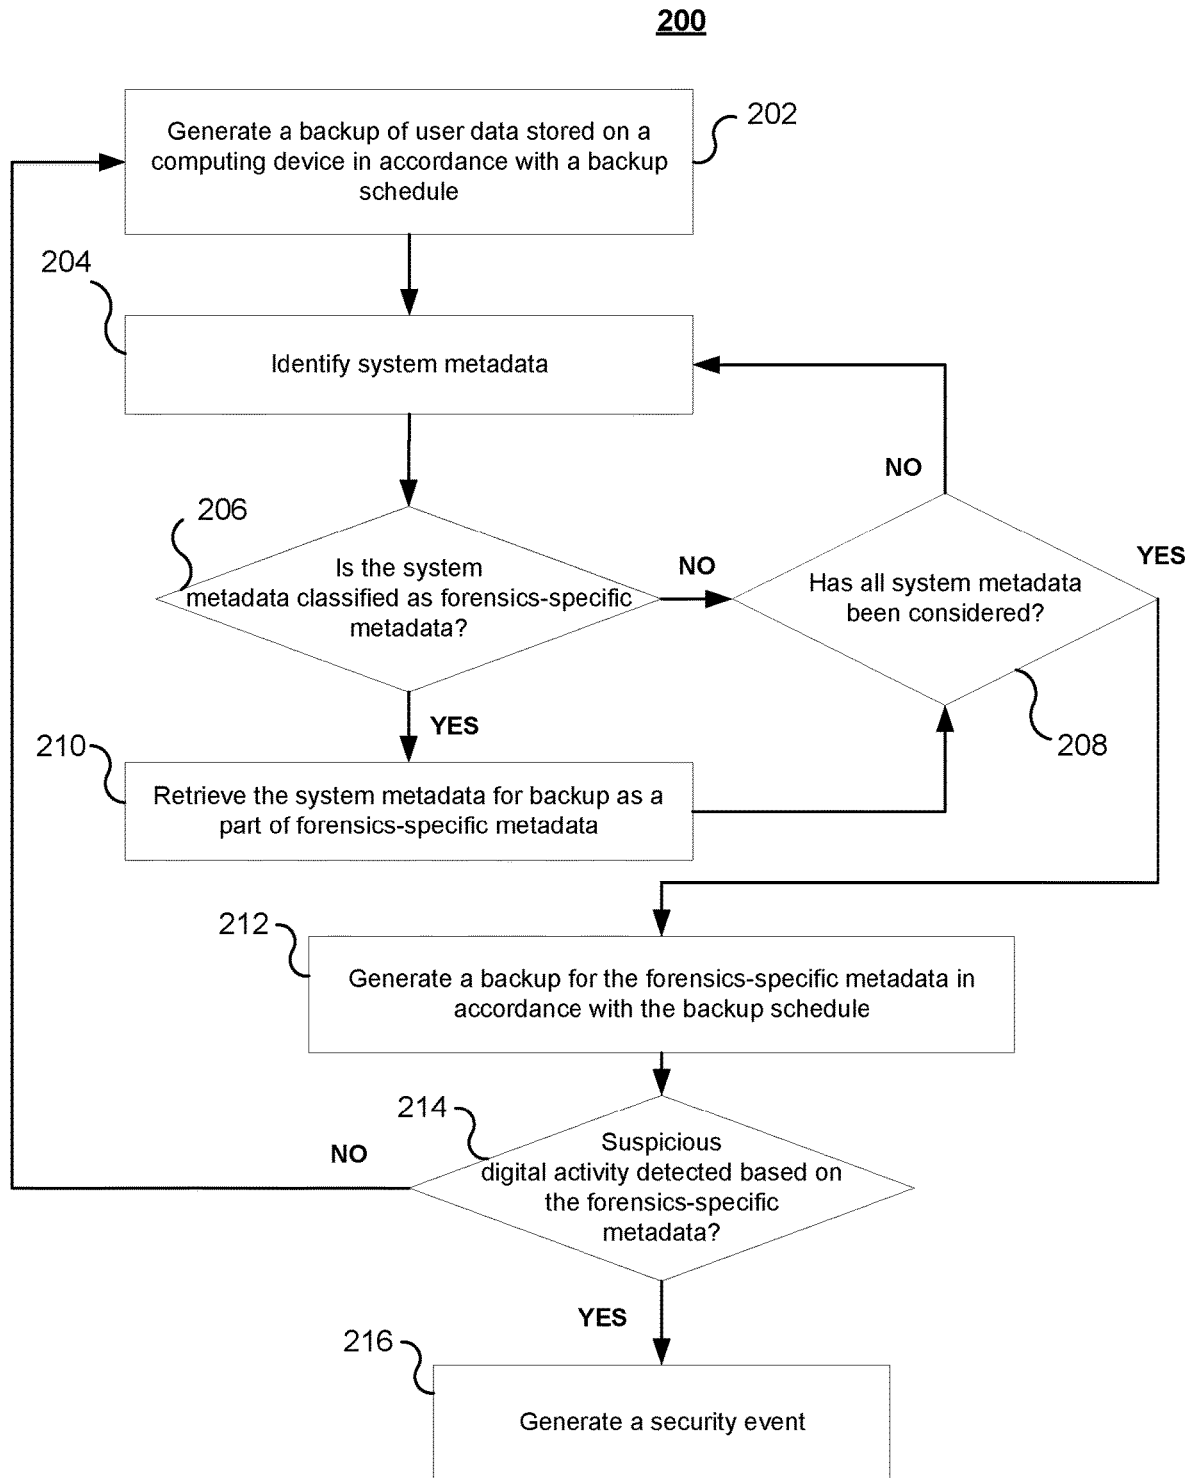 200
Generate a backup of user data stored on a
computing device in accordance with a backup
schedule
202
204
Identify system metadata
206
Is the system
metadata classified as forensics-specific
metadata?
NO
NO
Has all system metadata
been considered?
YES
208
YES
210
Retrieve the system metadata for backup as a
part of forensics-specific metadata
212
Generate a backup for the forensics-specific metadata in
accordance with the backup schedule
214
Suspicious
digital activity detected based on
the forensics-specific
metadata?
NO
YES
216
Generate a security event